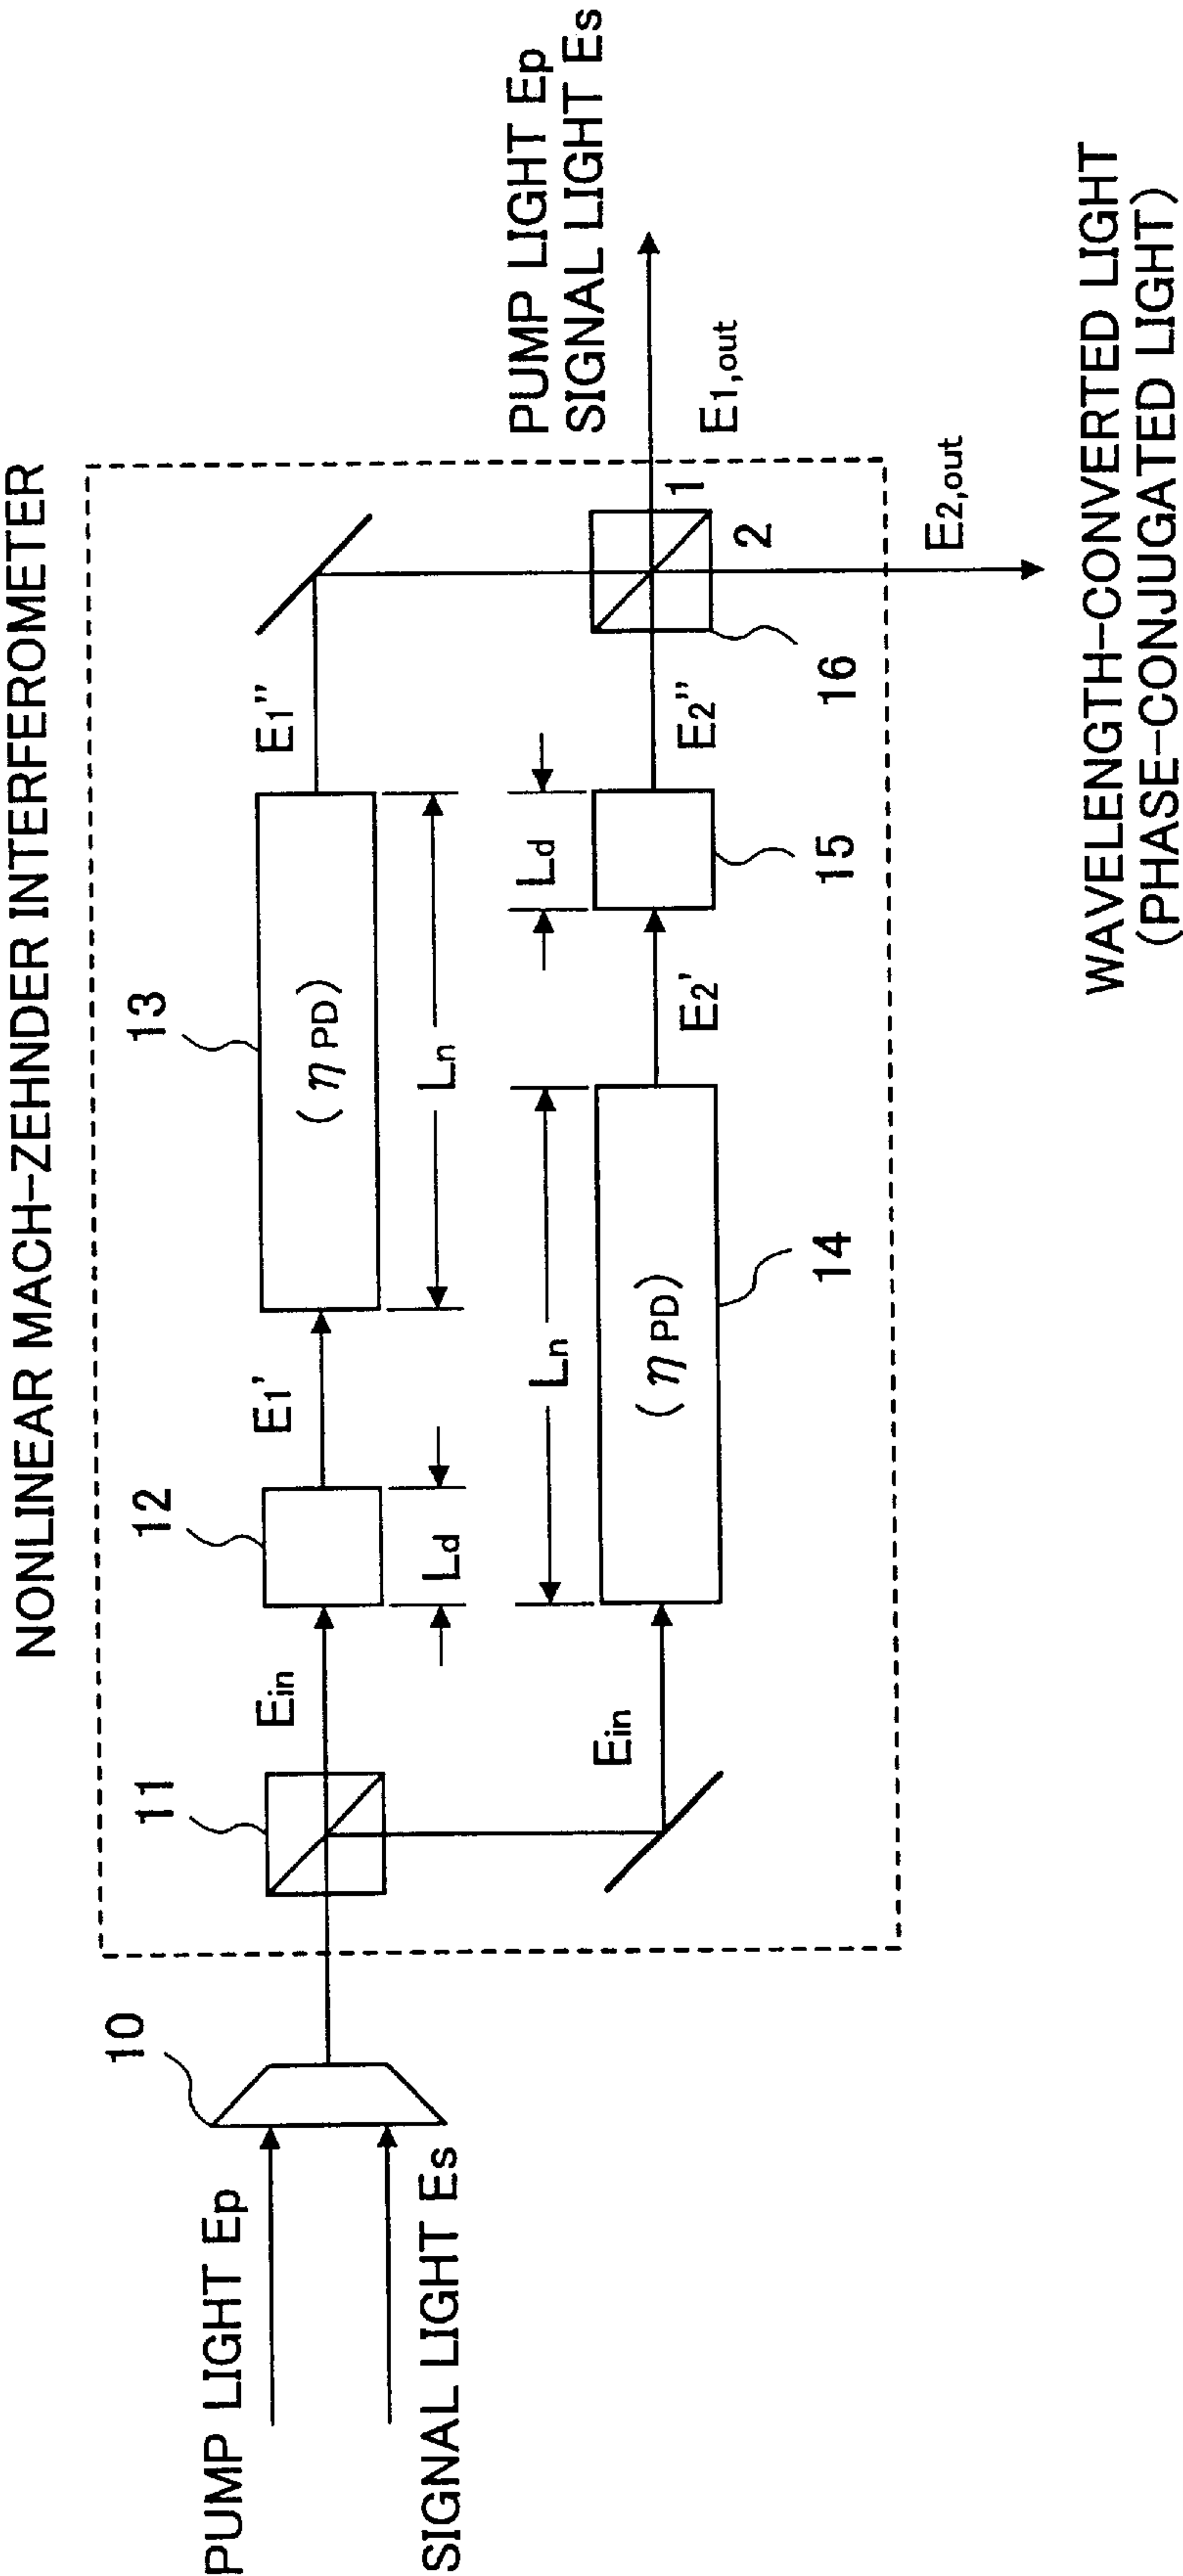 NONLINEAR MACH-ZEHNDER INTERFEROMETER
PUMP LIGHT Ep
SIGNAL LIGHT Es
10
11
Ein
Ein
12
Ld
E1'
13
(ηPD)
Ln
E1''
14
(ηPD)
Ln
E2'
15
Ld
E2''
16
1
2
E1,out
E2,out
PUMP LIGHT Ep
SIGNAL LIGHT Es
WAVELENGTH-CONVERTED LIGHT
(PHASE-CONJUGATED LIGHT)